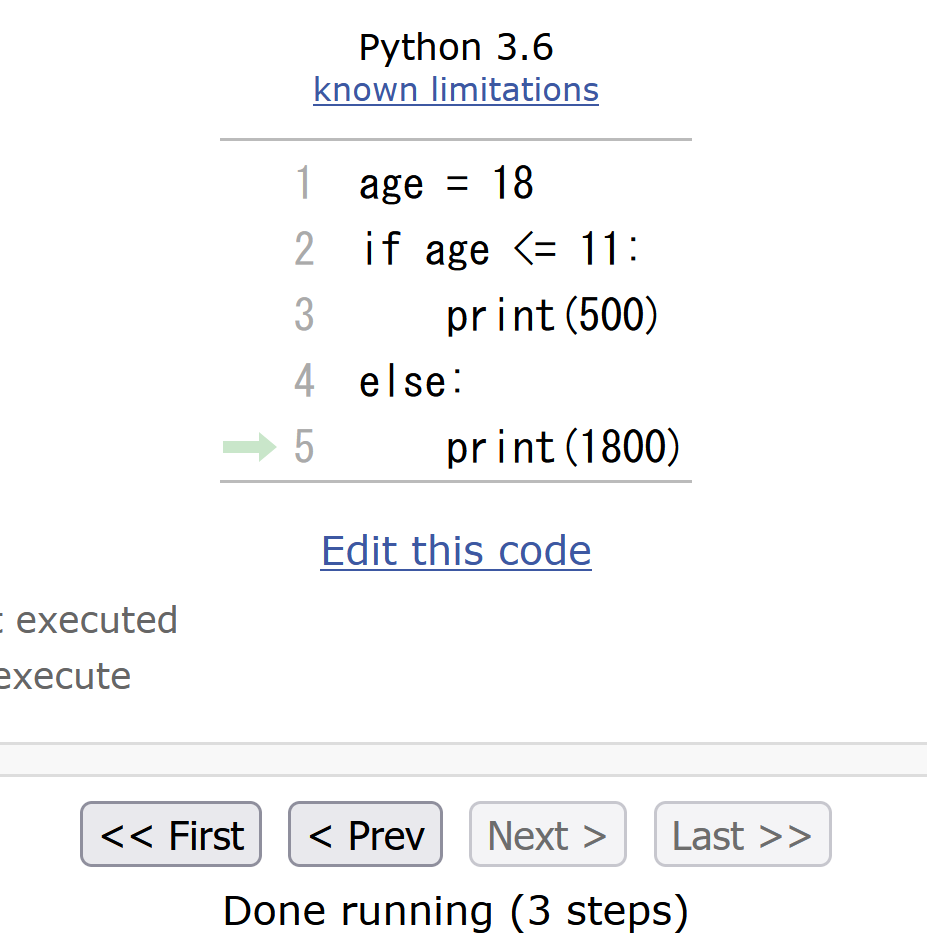 Python 3.6
known limitations
1 age = 18
2 if age <= 11:
3     print(500)
4 else:
5     print(1800)
Edit this code
executed
execute
<< First < Prev Next > Last >>
Done running (3 steps)